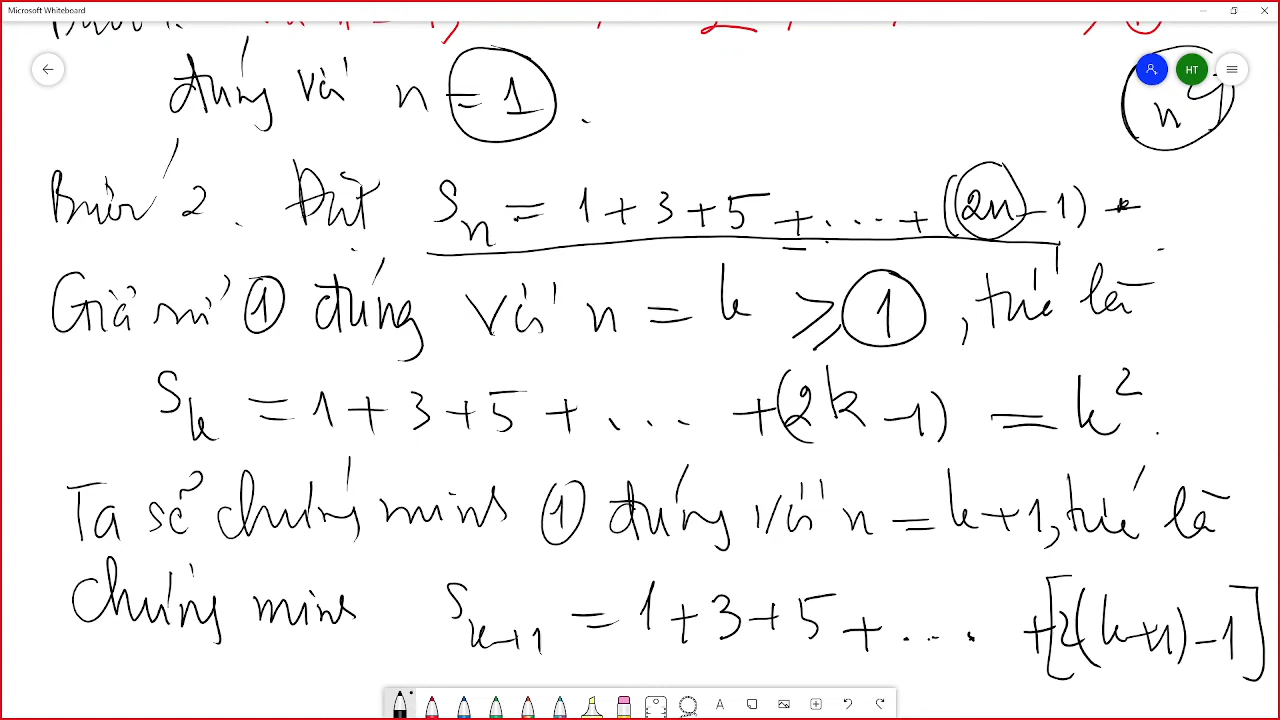 Microsoft Whiteboard
HT
đúng với n = 1.
n
Bước 2. Đặt Sn = 1 + 3 + 5 + ... + (2n - 1)
Giả sử ① đúng với n = k ≥ 1, tức là
Sk = 1 + 3 + 5 + ... + (2k - 1) = k².
Ta sẽ chứng minh ① đúng với n = k + 1, tức là
chứng minh Sk+1 = 1 + 3 + 5 + ... + [2(k+1) - 1]